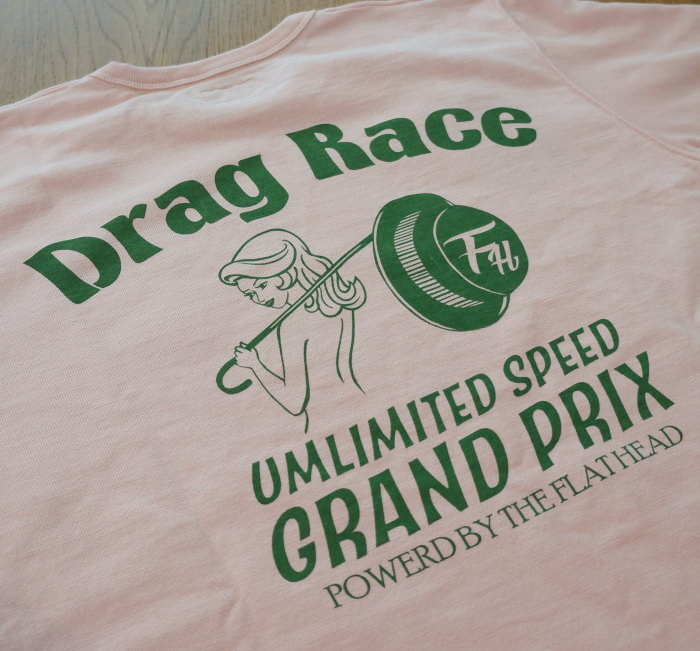 Drag Race
FH
UMLIMITED SPEED
GRAND PRIX
POWERD BY THE FLAT HEAD